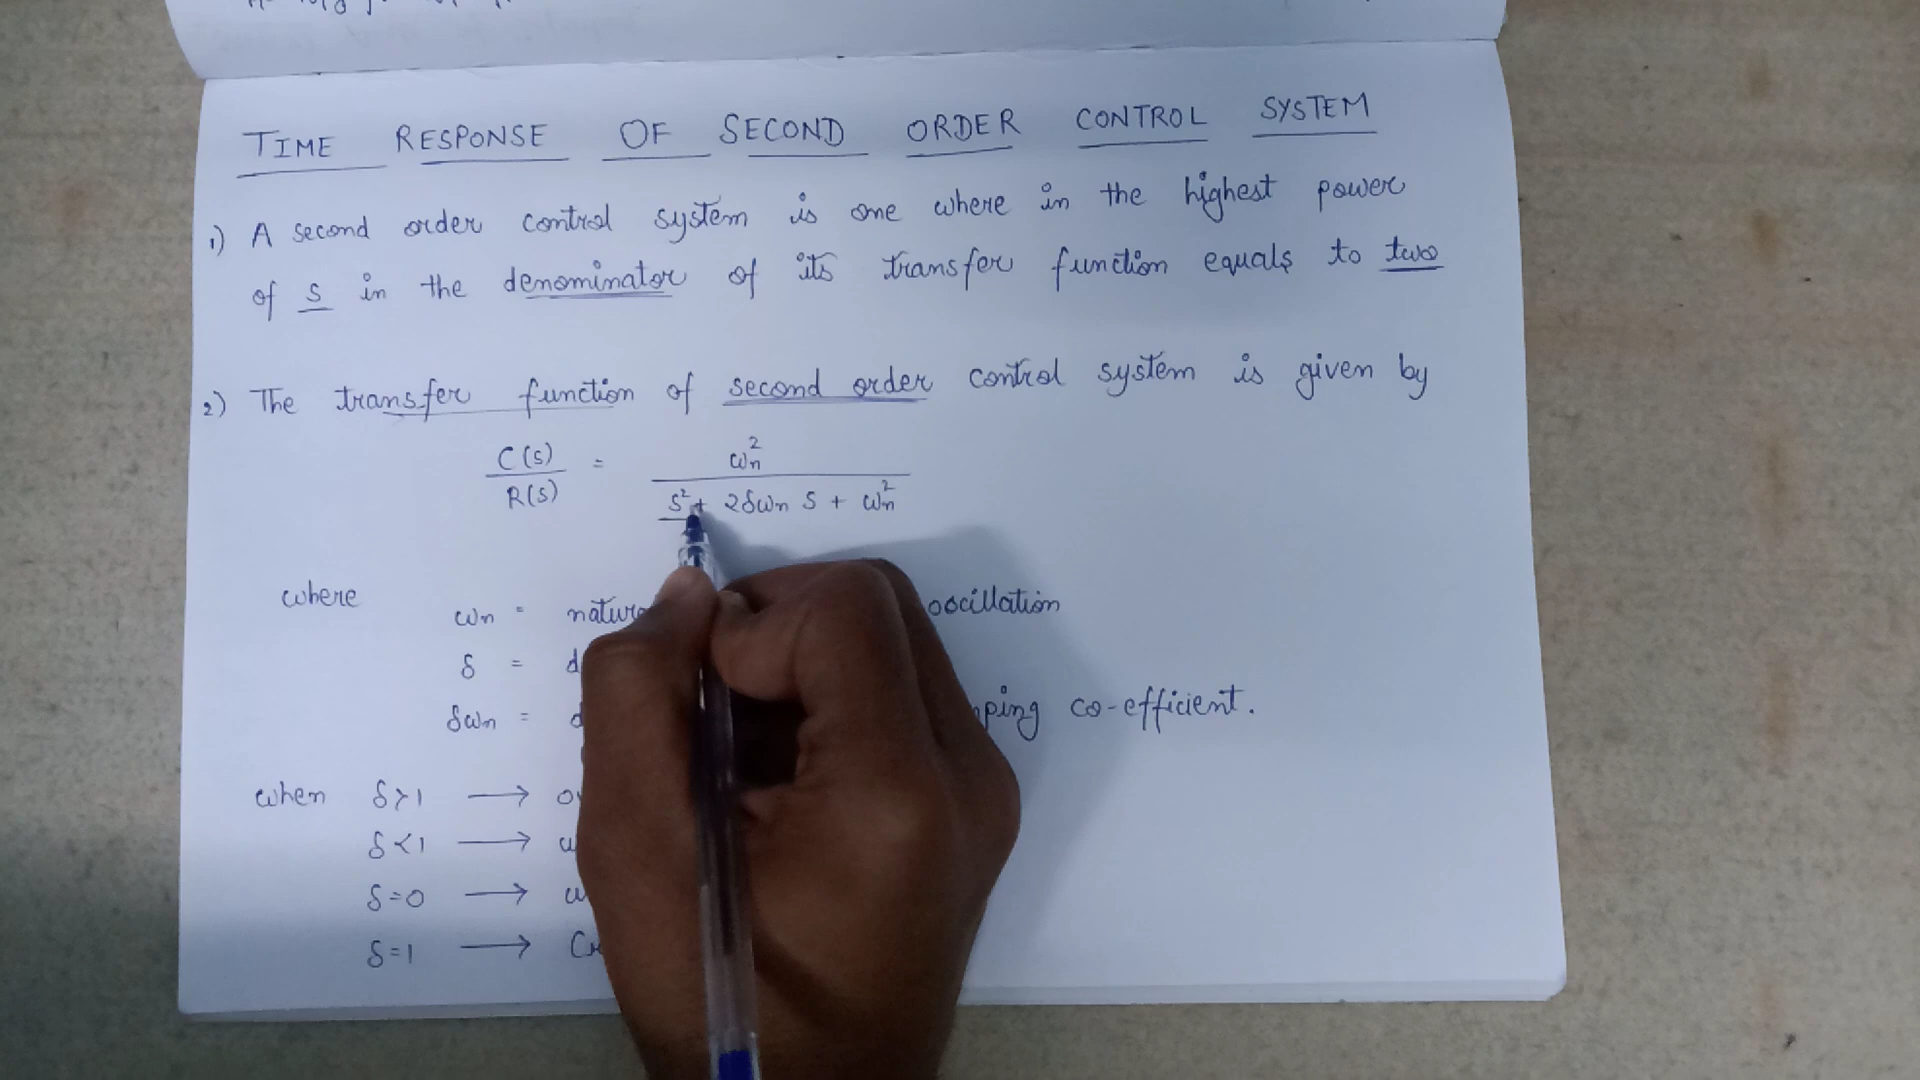 TIME RESPONSE OF SECOND ORDER CONTROL SYSTEM
1) A second order control system is one where in the highest power
of s in the denominator of its transfer function equals to two
2) The transfer function of second order control system is given by
C(s)/R(s) = ωn² / s² + 2δωn s + ωn²
where ωn = oscillation
δ =
δωn = co-efficient.
when δ>1 →
δ<1 →
δ=0 →
δ=1 →